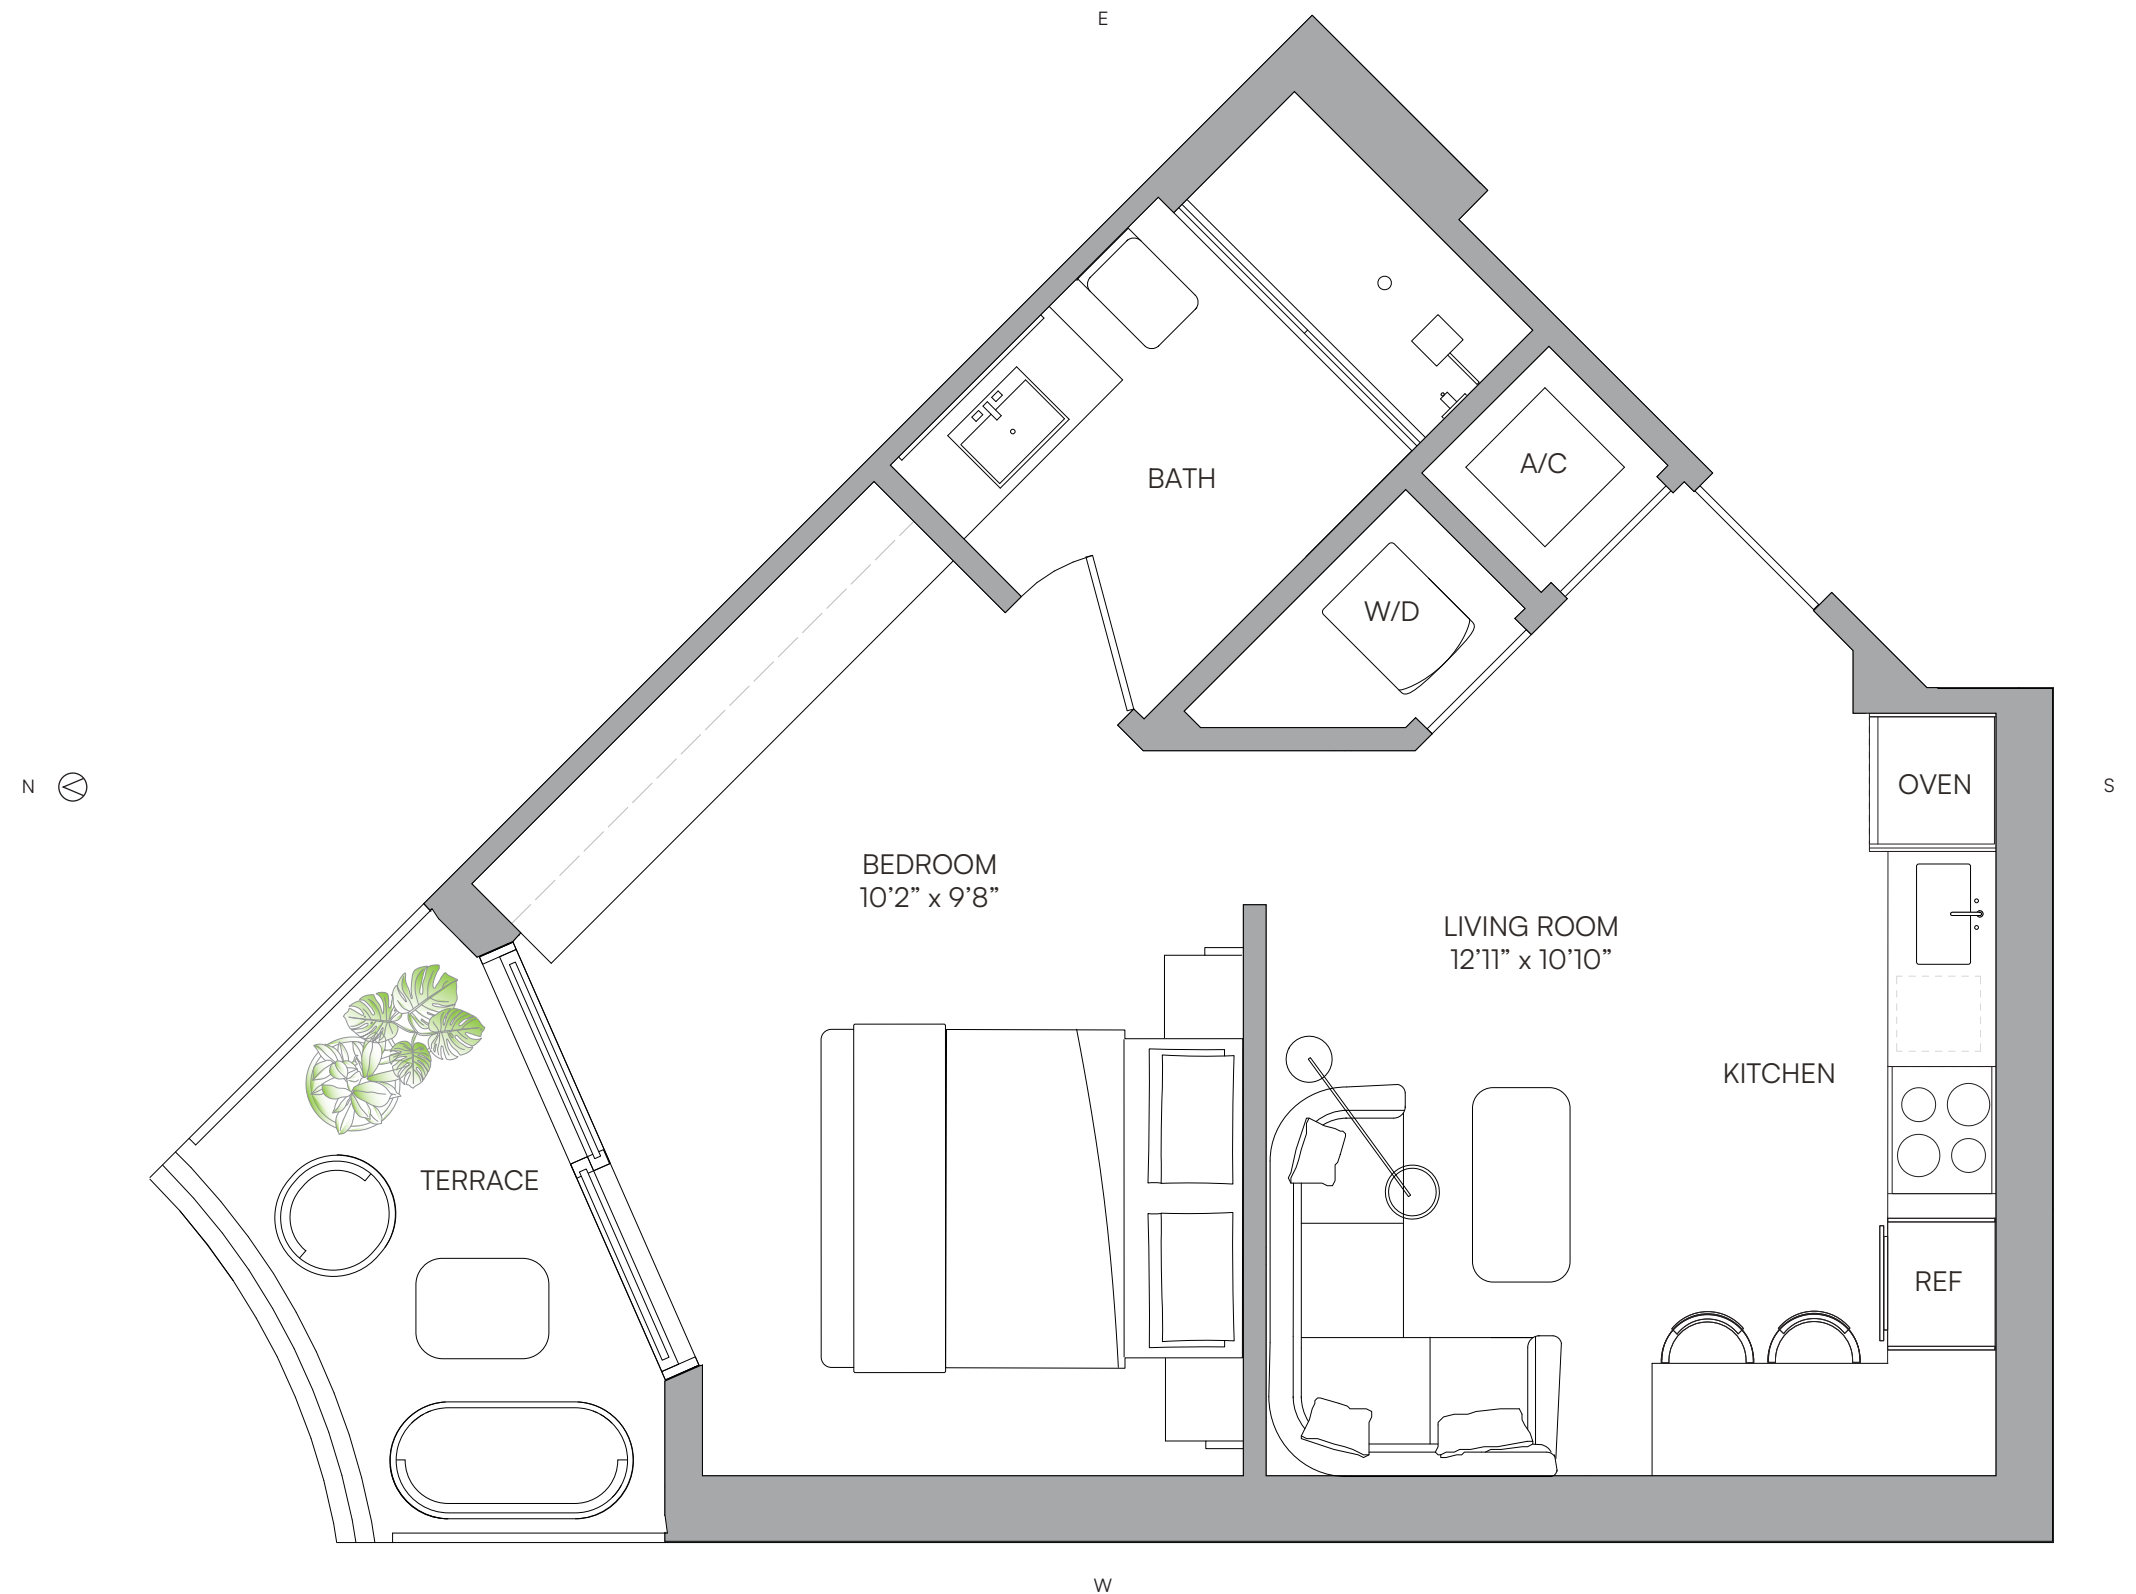 E
A/C
BATH
W/D
N
OVEN
S
BEDROOM
10’2” x 9’8”
LIVING ROOM
12’11” x 10’10”
KITCHEN
TERRACE
REF
W